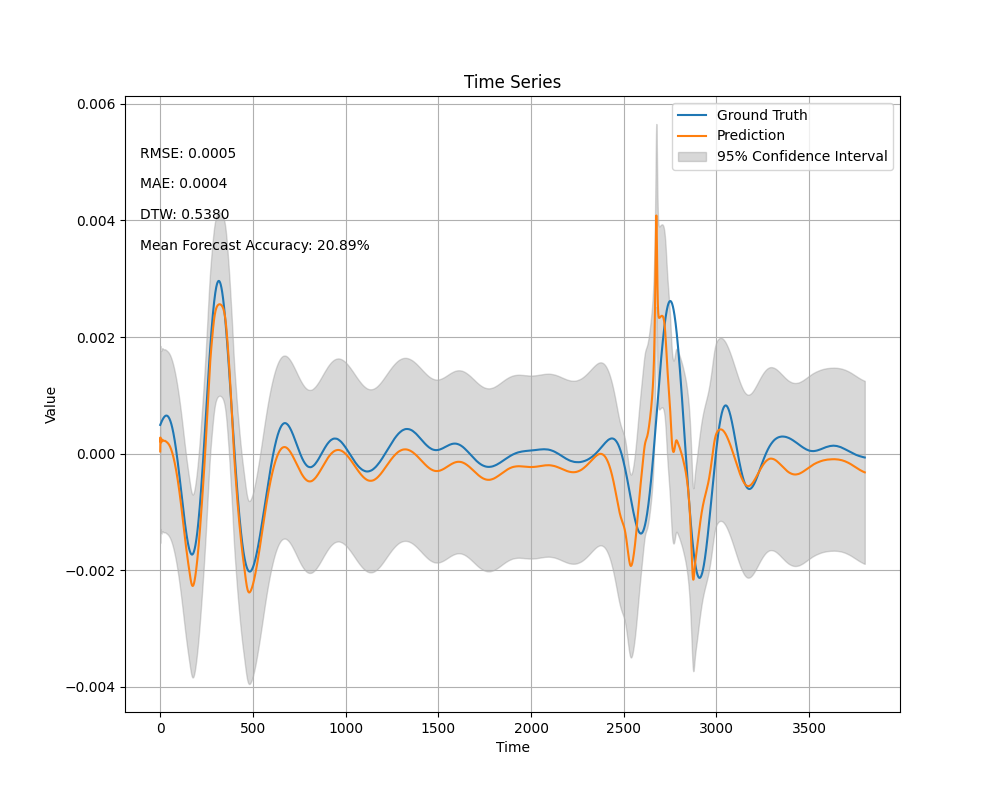 Time Series
Ground Truth
Prediction
95% Confidence Interval
RMSE: 0.0005
MAE: 0.0004
DTW: 0.5380
Mean Forecast Accuracy: 20.89%
Value
0.006
0.004
0.002
0.000
−0.002
−0.004
0 500 1000 1500 2000 2500 3000 3500
Time